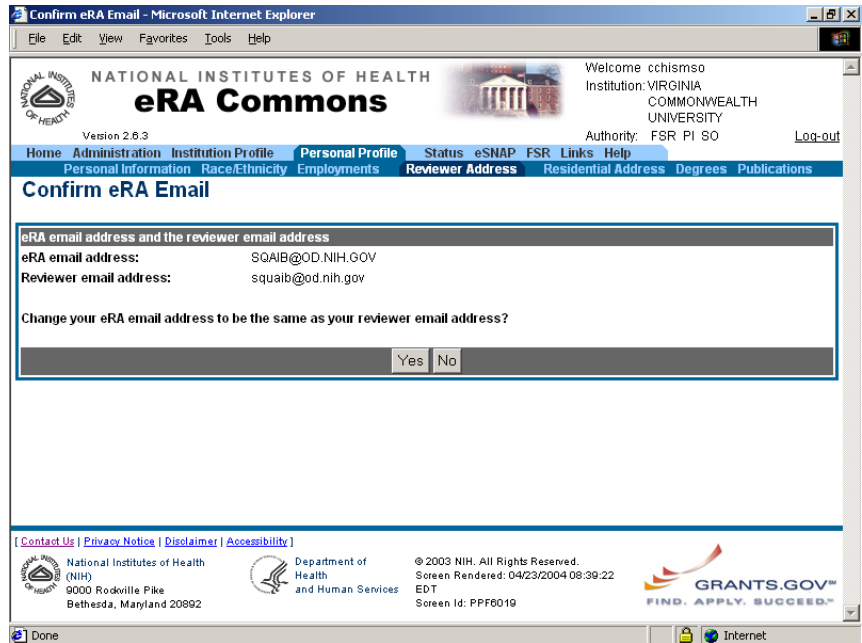 Confirm eRA Email - Microsoft Internet Explorer
File Edit View Favorites Tools Help
NATIONAL INSTITUTES OF HEALTH
eRA Commons
Version 2.6.3
Welcome cchismso
Institution: VIRGINIA
COMMONWEALTH
UNIVERSITY
Authority: FSR PI SO
Log-out
Home Administration Institution Profile Personal Profile Status eSNAP FSR Links Help
Personal Information Race/Ethnicity Employments Reviewer Address Residential Address Degrees Publications
Confirm eRA Email
eRA email address and the reviewer email address
eRA email address: SQAIB@OD.NIH.GOV
Reviewer email address: squaib@od.nih.gov
Change your eRA email address to be the same as your reviewer email address?
Yes No
[ Contact Us | Privacy Notice | Disclaimer | Accessibility ]
National Institutes of Health
(NIH)
9000 Rockville Pike
Bethesda, Maryland 20892
Department of
Health
and Human Services
© 2003 NIH. All Rights Reserved.
Screen Rendered: 04/23/2004 08:39:22
EDT
Screen Id: PPF6019
GRANTS.GOV℠
FIND. APPLY. SUCCEED.℠
Done
Internet